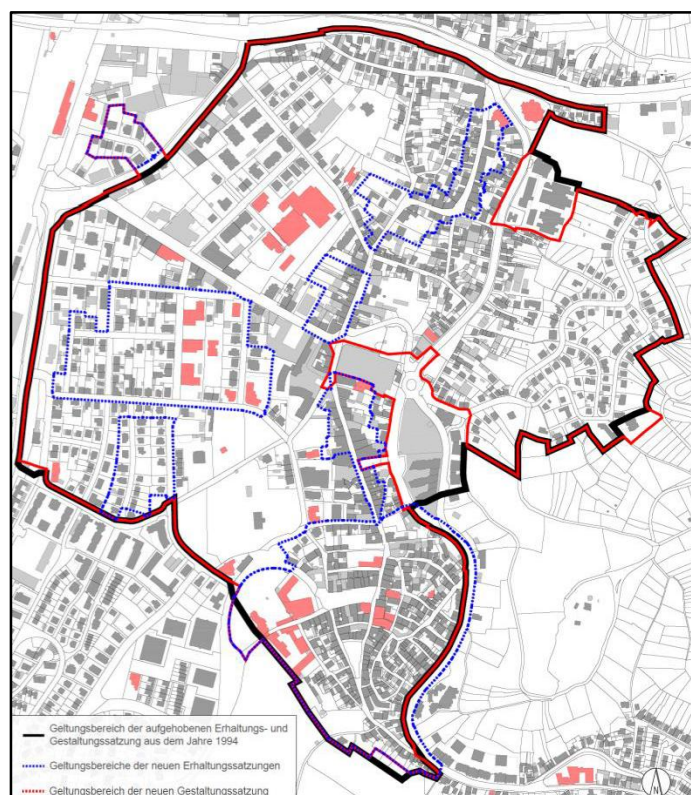 Geltungsbereich der aufgehobenen Erhaltungs- und
Gestaltungssatzung aus dem Jahre 1994
Geltungsbereiche der neuen Erhaltungssatzungen
Geltungsbereich der neuen Gestaltungssatzung